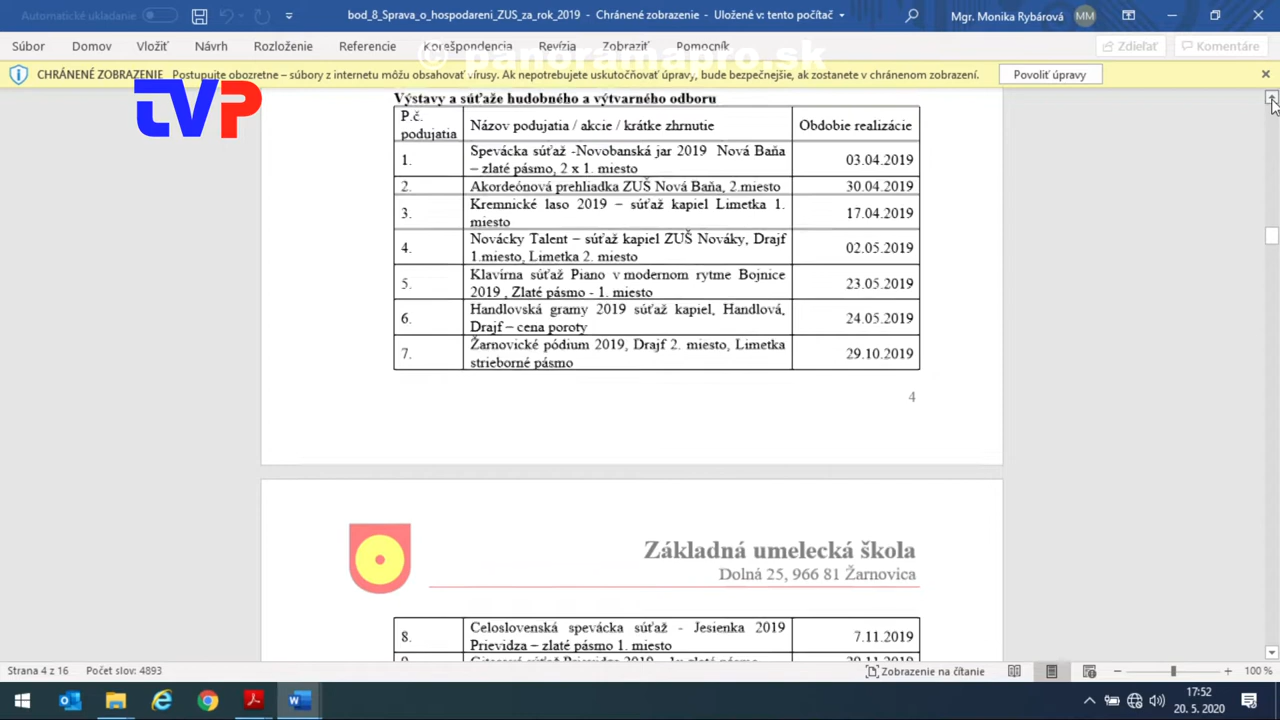 Automatické ukladanie
bod_8_Sprava_o_hospodareni_ZUS_za_rok_2019 - Chránené zobrazenie - Uložené v: tento počítač
Mgr. Monika Rybárová MM
Súbor Domov Vložiť Návrh Rozloženie Referencie Korešpondencia Revízia Zobraziť Pomocník Zdieľať Komentáre
© panoramapro.sk
CHRÁNENÉ ZOBRAZENIE Postupujte obozretne – súbory z internetu môžu obsahovať vírusy. Ak nepotrebujete uskutočňovať úpravy, bude bezpečnejšie, ak zostanete v chránenom zobrazení. Povoliť úpravy
TVP
Výstavy a súťaže hudobného a výtvarného odboru
P.č.
podujatia
Názov podujatia / akcie / krátke zhrnutie
Obdobie realizácie
1.
Spevácka súťaž -Novobanská jar 2019 Nová Baňa
– zlaté pásmo, 2 x 1. miesto
03.04.2019
2. Akordeónová prehliadka ZUŠ Nová Baňa, 2.miesto 30.04.2019
3.
Kremnické laso 2019 – súťaž kapiel Limetka 1.
miesto
17.04.2019
4.
Novácky Talent – súťaž kapiel ZUŠ Nováky, Drajf
1.miesto, Limetka 2. miesto
02.05.2019
5.
Klavírna súťaž Piano v modernom rytme Bojnice
2019 , Zlaté pásmo - 1. miesto
23.05.2019
6.
Handlovská gramy 2019 súťaž kapiel, Handlová,
Drajf – cena poroty
24.05.2019
7.
Žarnovické pódium 2019, Drajf 2. miesto, Limetka
strieborné pásmo
29.10.2019
4
Základná umelecká škola
Dolná 25, 966 81 Žarnovica
8.
Celoslovenská spevácka súťaž - Jesienka 2019
Prievidza – zlaté pásmo 1. miesto
7.11.2019
Strana 4 z 16 Počet slov: 4893 Zobrazenie na čítanie 100 %
17:52
20. 5. 2020